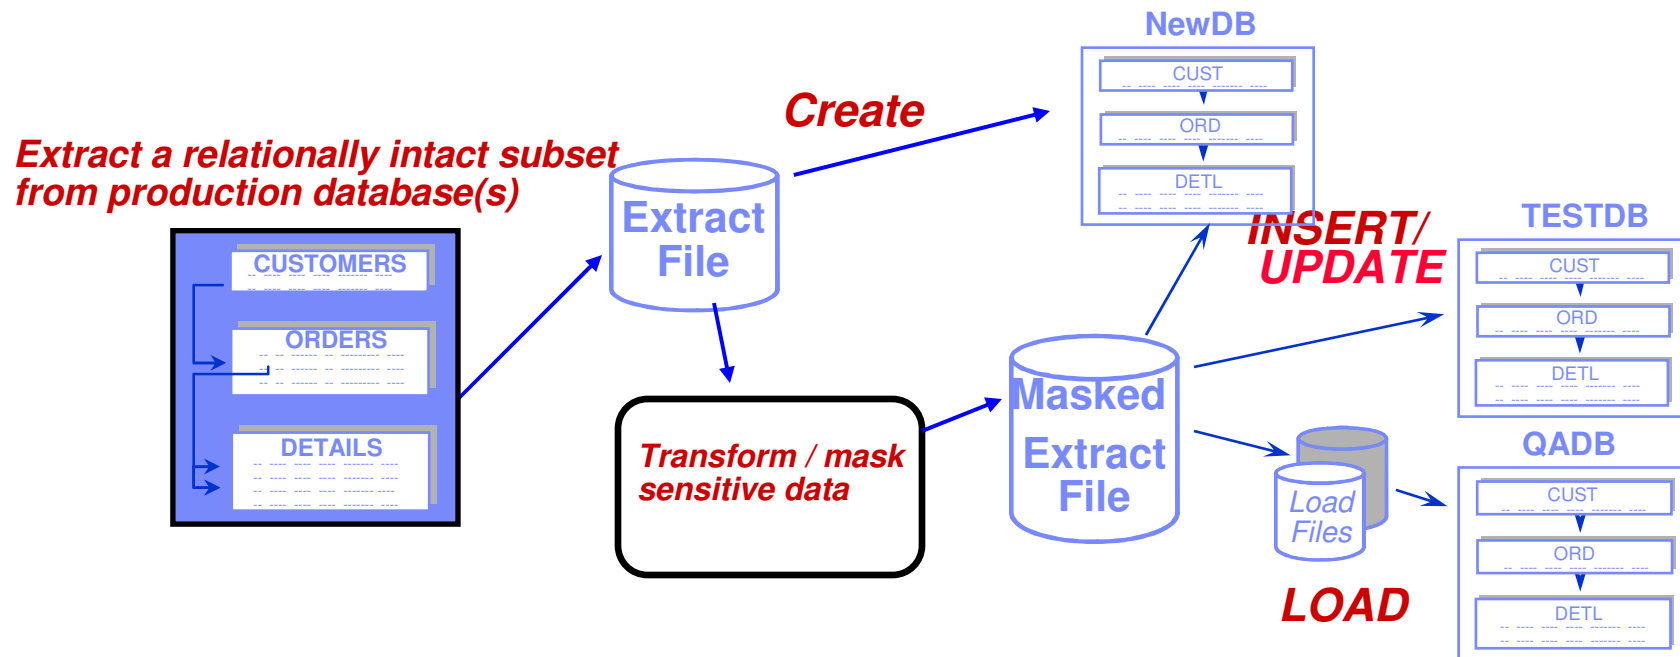 NewDB
CUST
ORD
DETL
Create
Extract a relationally intact subset
from production database(s)
CUSTOMERS
ORDERS
DETAILS
Extract
File
Transform / mask
sensitive data
Masked
Extract
File
INSERT/
UPDATE
TESTDB
CUST
ORD
DETL
Load
Files
LOAD
QADB
CUST
ORD
DETL